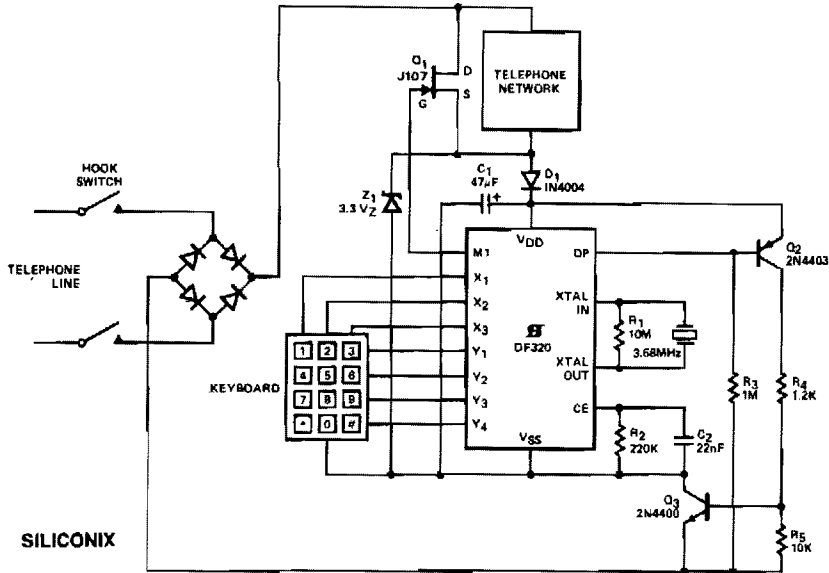 Q1
J107
D
S
G
TELEPHONE
NETWORK
HOOK
SWITCH
C1
47µF
+
D1
IN4004
Z1
3.3 VZ
VDD
M1
DP
Q2
2N4403
TELEPHONE
LINE
X1
X2
XTAL
IN
X3
R1
10M
3.68MHz
DF320
1 2 3
Y1
XTAL
OUT
KEYBOARD
4 5 6
Y2
R3
1M
R4
1.2K
7 8 9
Y3
CE
* 0 #
Y4
VSS
R2
220K
C2
22nF
Q3
2N4400
SILICONIX
R5
10K